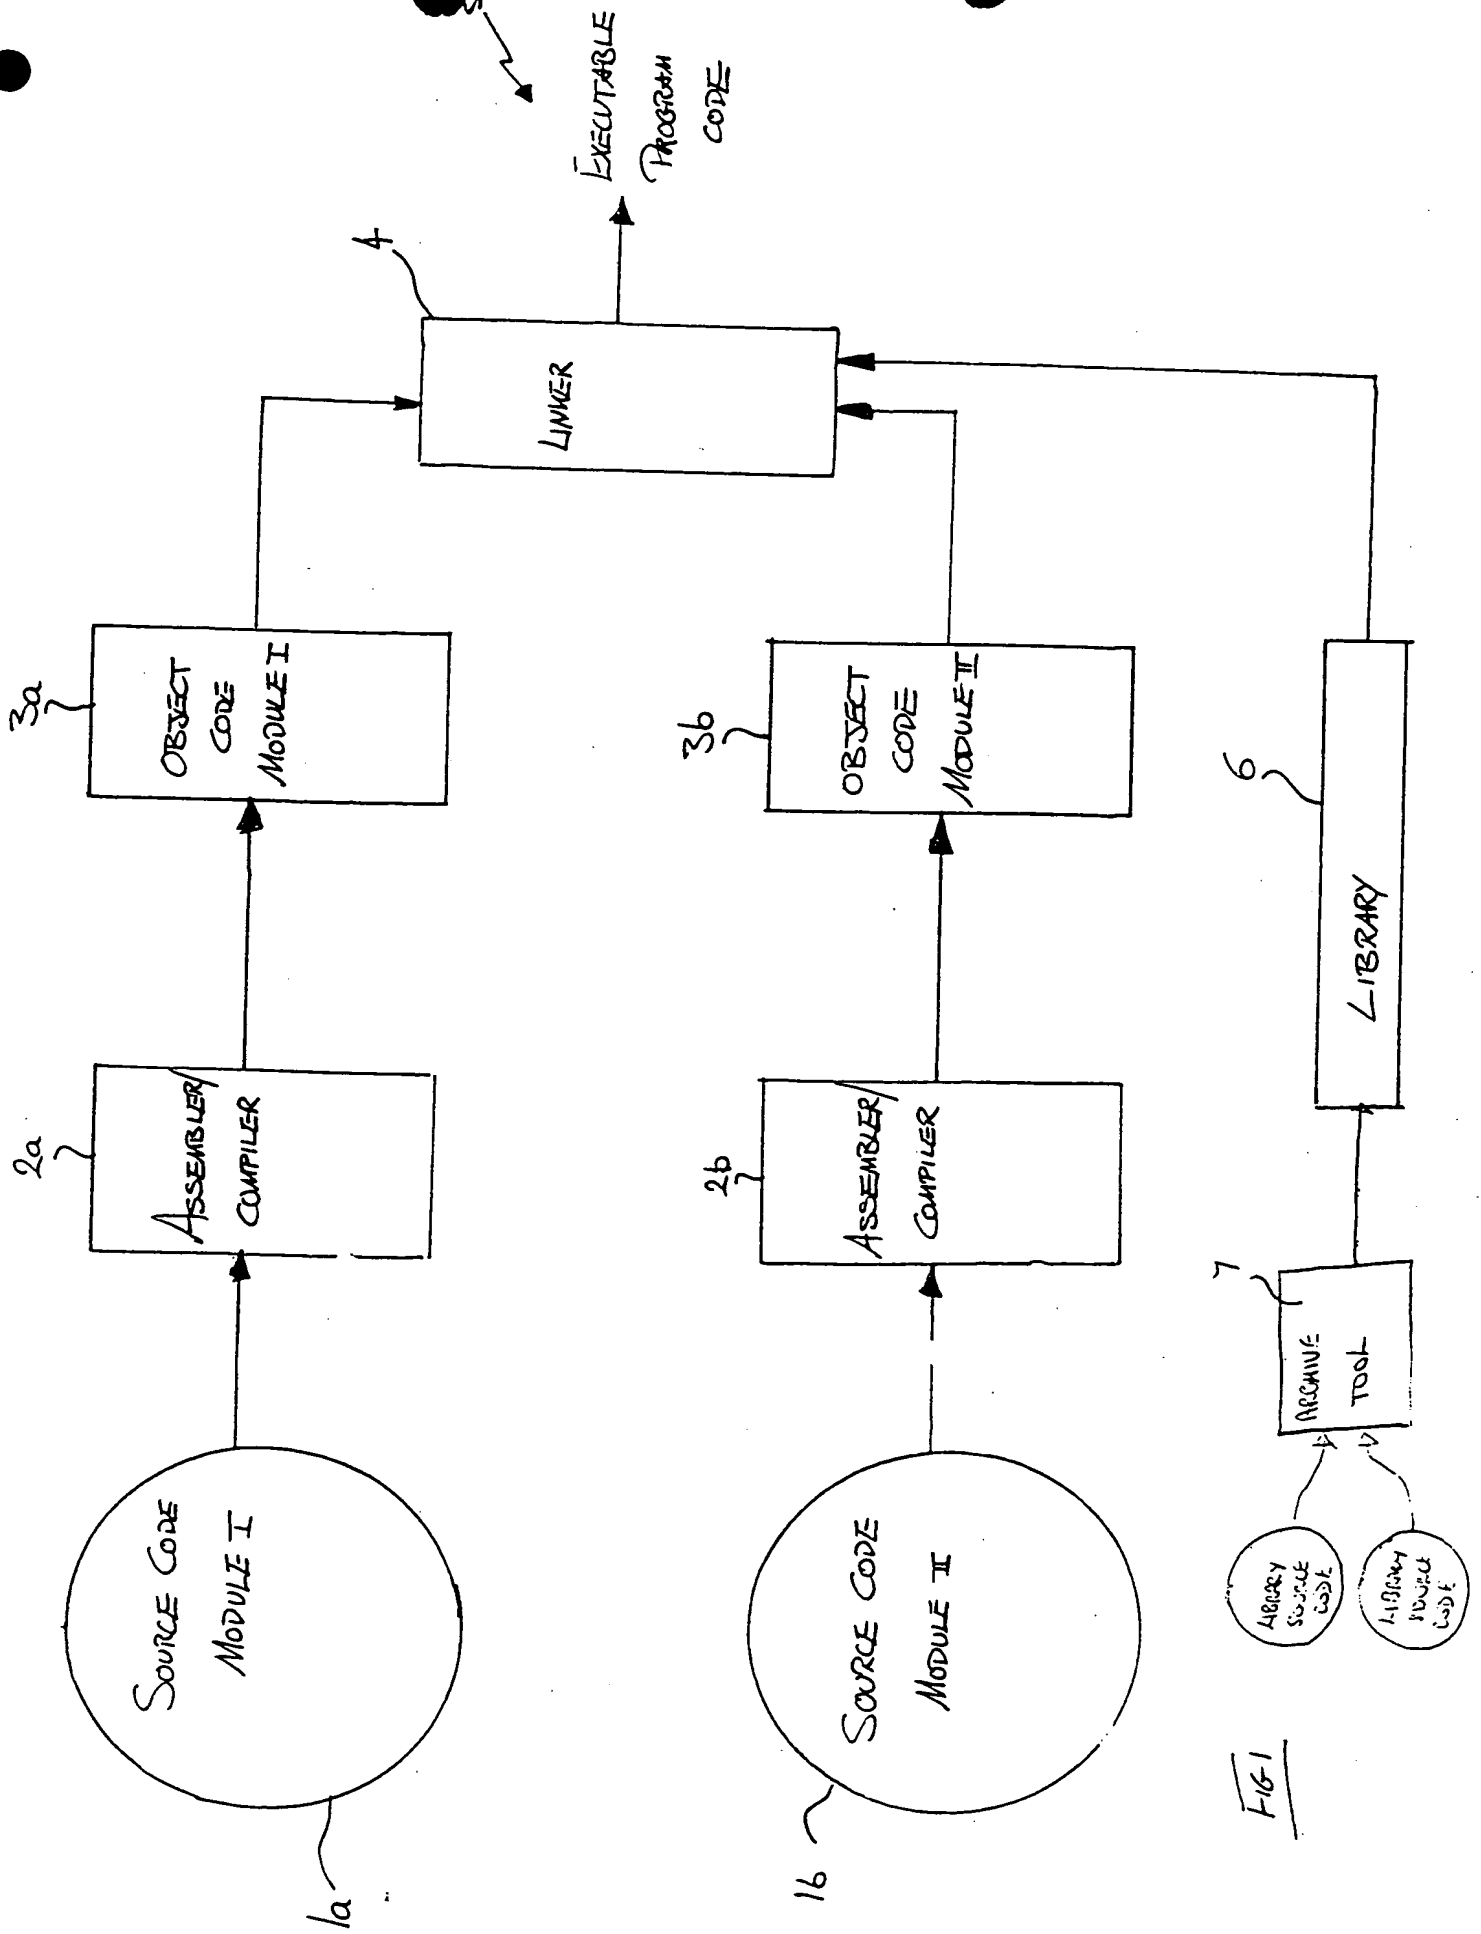 1a
SOURCE CODE
MODULE I
2a
ASSEMBLER/
COMPILER
3a
OBJECT
CODE
MODULE I
4
LINKER
5
EXECUTABLE
PROGRAM
CODE
1b
SOURCE CODE
MODULE II
2b
ASSEMBLER/
COMPILER
3b
OBJECT
CODE
MODULE II
LIBRARY
SOURCE
CODE
LIBRARY
SOURCE
CODE
7
ARCHIVE
TOOL
6
LIBRARY
FIG 1